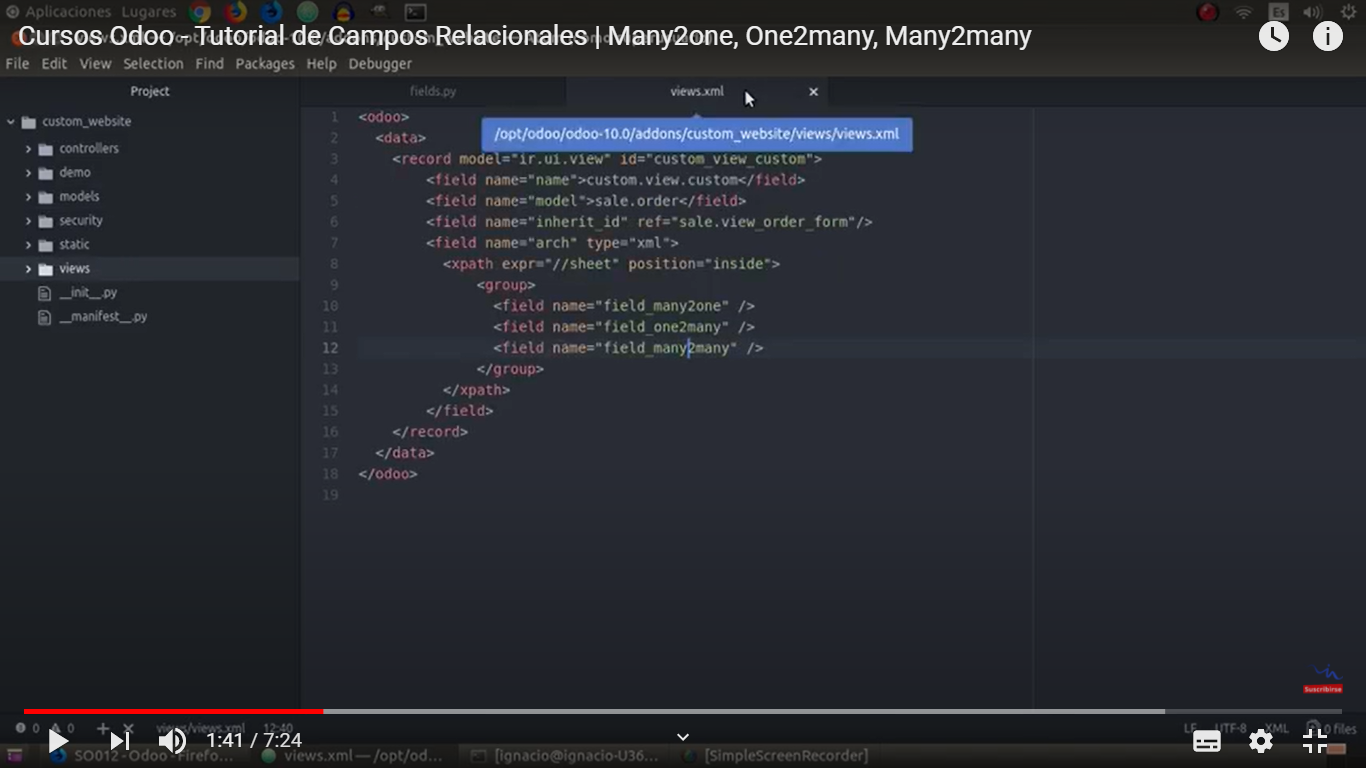 Aplicaciones Lugares
Es
Cursos Odoo - Tutorial de Campos Relacionales | Many2one, One2many, Many2many
File Edit View Selection Find Packages Help Debugger
Project
fields.py
views.xml
/opt/odoo/odoo-10.0/addons/custom_website/views/views.xml
custom_website
controllers
demo
models
security
static
views
__init__.py
__manifest__.py
1 <odoo>
2 <data>
3 <record model="ir.ui.view" id="custom_view_custom">
4 <field name="name">custom.view.custom</field>
5 <field name="model">sale.order</field>
6 <field name="inherit_id" ref="sale.view_order_form"/>
7 <field name="arch" type="xml">
8 <xpath expr="//sheet" position="inside">
9 <group>
10 <field name="field_many2one" />
11 <field name="field_one2many" />
12 <field name="field_many2many" />
13 </group>
14 </xpath>
15 </field>
16 </record>
17 </data>
18 </odoo>
19
Suscribirse
0 0 views/views.xml 12:40 LF UTF-8 XML 0 files
1:41 / 7:24
SO012 - Odoo - Firefo... views.xml — /opt/od... [ignacio@ignacio-U36... [SimpleScreenRecorder]